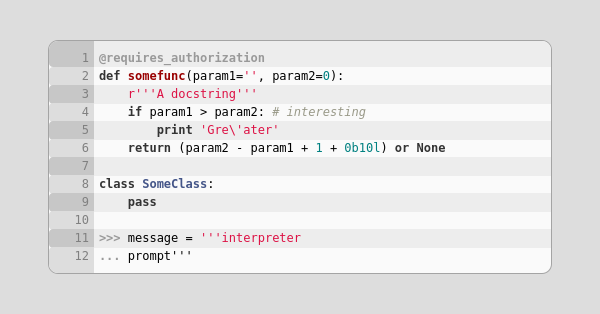 1 @requires_authorization
2 def somefunc(param1='', param2=0):
3     r'''A docstring'''
4     if param1 > param2: # interesting
5         print 'Gre\'ater'
6     return (param2 - param1 + 1 + 0b10l) or None
7
8 class SomeClass:
9     pass
10
11 >>> message = '''interpreter
12 ... prompt'''